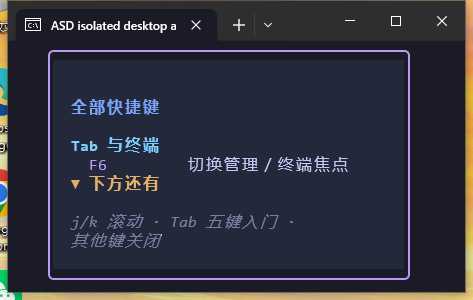 ASD isolated desktop a
全部快捷键
Tab 与终端
F6 切换管理 / 终端焦点
▼ 下方还有
j/k 滚动 · Tab 五键入门 ·
其他键关闭